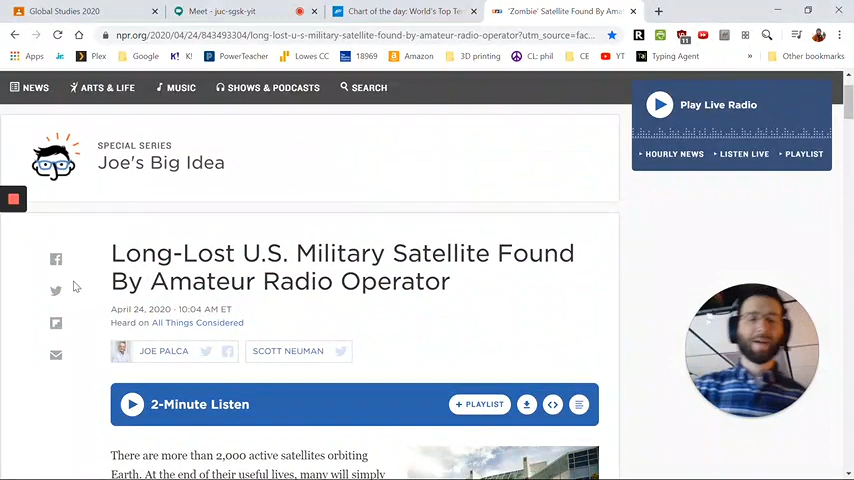 Global Studies 2020
Meet - juc-sgsk-yit
Chart of the day: World's Top Ten
'Zombie' Satellite Found By Ama
npr.org/2020/04/24/843493304/long-lost-u-s-military-satellite-found-by-amateur-radio-operator?utm_source=fac...
Apps
Plex
Google
K!
PowerTeacher
Lowes CC
18969
Amazon
3D printing
CL: phil
CE
YT
Typing Agent
»
Other bookmarks
NEWS
ARTS & LIFE
MUSIC
SHOWS & PODCASTS
SEARCH
Play Live Radio
HOURLY NEWS
LISTEN LIVE
PLAYLIST
SPECIAL SERIES
Joe's Big Idea
Long-Lost U.S. Military Satellite Found
By Amateur Radio Operator
April 24, 2020 · 10:04 AM ET
Heard on All Things Considered
JOE PALCA
SCOTT NEUMAN
2-Minute Listen
+ PLAYLIST
There are more than 2,000 active satellites orbiting
Earth. At the end of their useful lives, many will simply